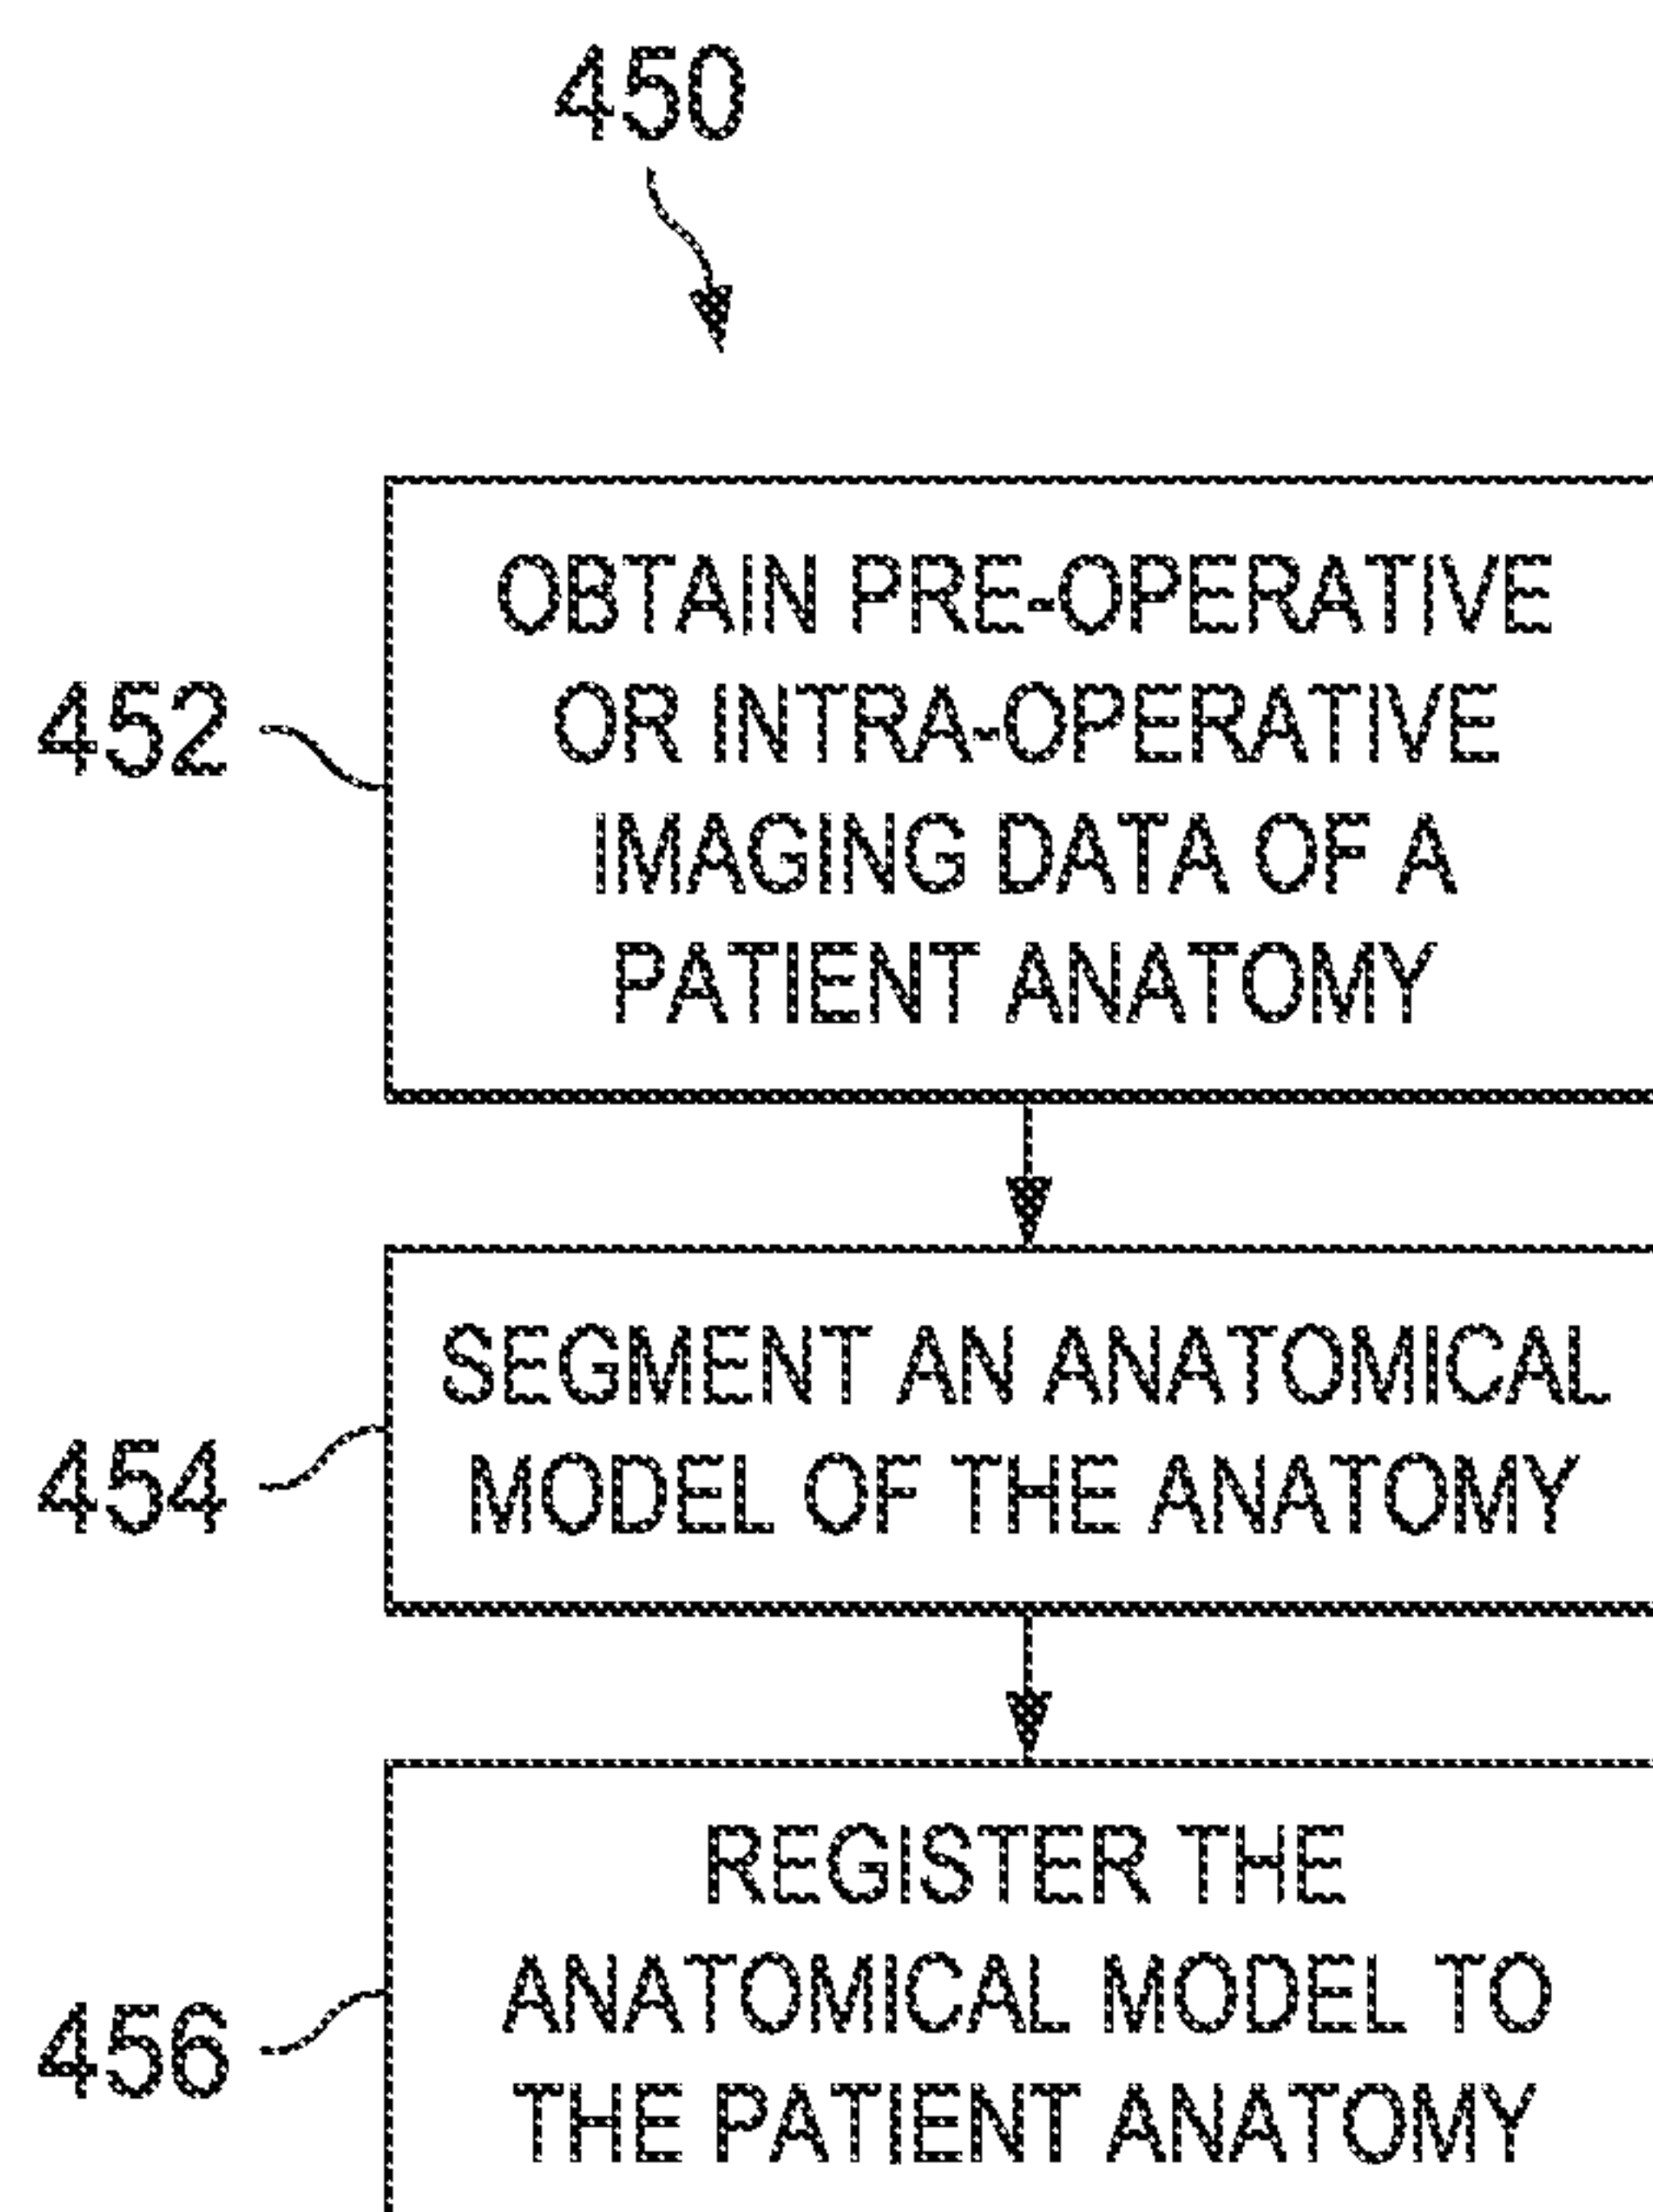 450
452
OBTAIN PRE-OPERATIVE
OR INTRA-OPERATIVE
IMAGING DATA OF A
PATIENT ANATOMY
454
SEGMENT AN ANATOMICAL
MODEL OF THE ANATOMY
456
REGISTER THE
ANATOMICAL MODEL TO
THE PATIENT ANATOMY